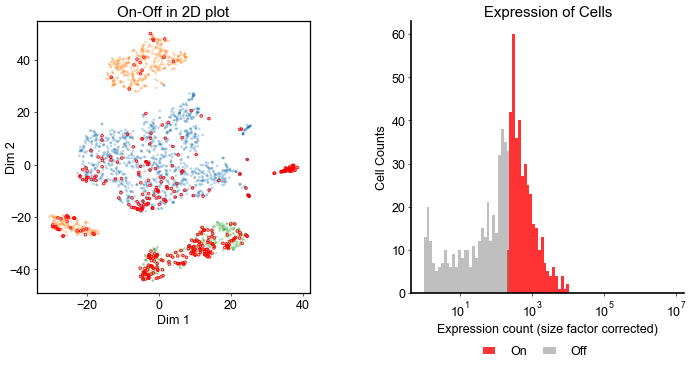 On-Off in 2D plot
Expression of Cells
Dim 2
40
20
0
−20
−40
−20
0
20
40
Dim 1
Cell Counts
60
50
40
30
20
10
0
10^1
10^3
10^5
10^7
Expression count (size factor corrected)
On
Off